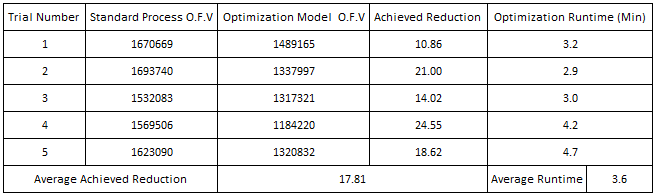 Trial Number Standard Process O.F.V Optimization Model O.F.V Achieved Reduction Optimization Runtime (Min)
1 1670669 1489165 10.86 3.2
2 1693740 1337997 21.00 2.9
3 1532083 1317321 14.02 3.0
4 1569506 1184220 24.55 4.2
5 1623090 1320832 18.62 4.7
Average Achieved Reduction 17.81 Average Runtime 3.6